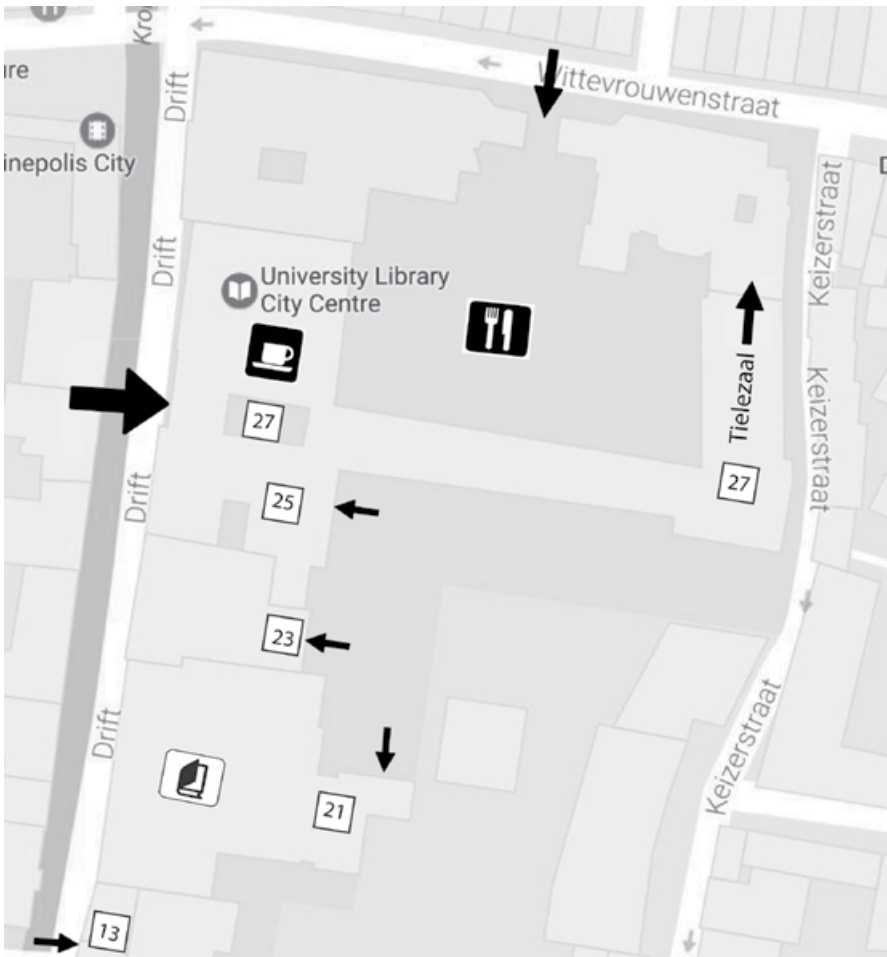 Kro
Wittevrouwenstraat
ure
Drift
inepolis City
Keizerstraat
D
Drift
University Library
City Centre
Keizerstraat
Tielezaal
27
27
25
Drift
23
Keizerstraat
Drift
21
13